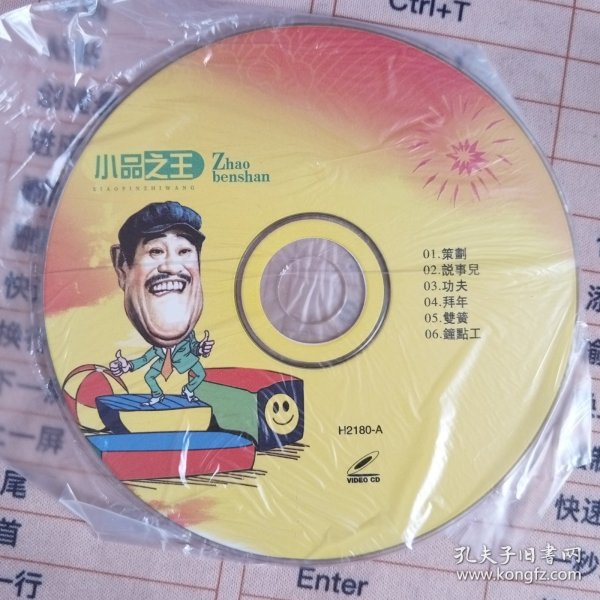 Ctrl+T
小品之王
XIAOPINZHIWANG
Zhao
benshan
01.策劃
02.説事兒
03.功夫
04.拜年
05.雙簧
06.鐘點工
H2180-A
VIDEO CD
下一
屏
尾
首
一行
Enter
快速
孔夫子旧书网
www.kongfz.com